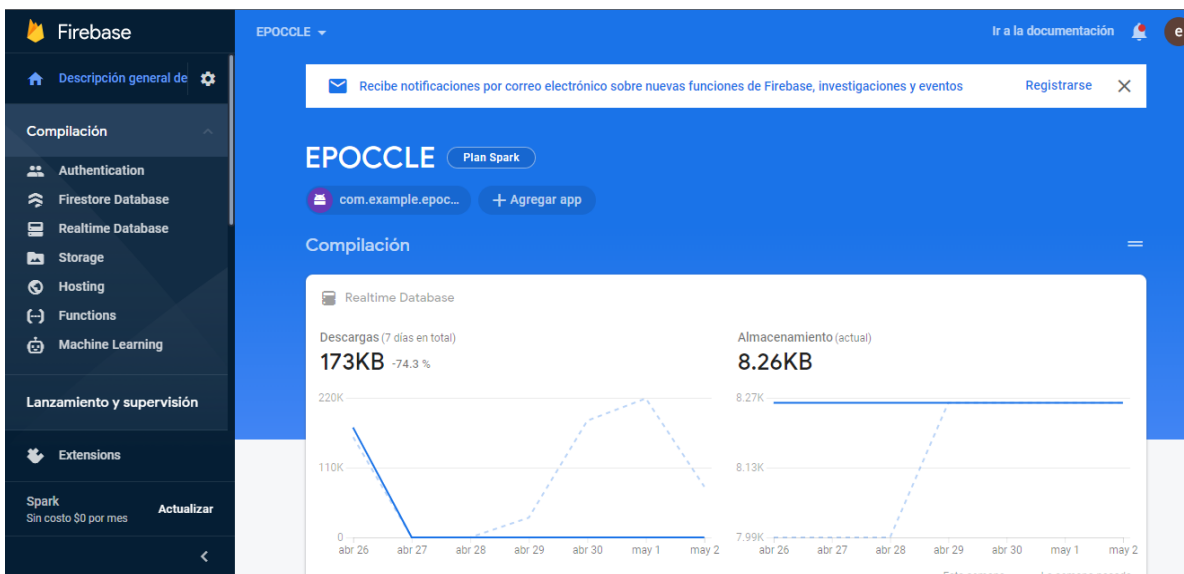 Firebase
EPOCCLE
Ir a la documentación
e
Descripción general de
Recibe notificaciones por correo electrónico sobre nuevas funciones de Firebase, investigaciones y eventos
Registrarse
Compilación
Authentication
Firestore Database
Realtime Database
Storage
Hosting
Functions
Machine Learning
Lanzamiento y supervisión
Extensions
Spark
Sin costo $0 por mes
Actualizar
EPOCCLE
Plan Spark
com.example.epoc...
+ Agregar app
Compilación
Realtime Database
Descargas (7 días en total)
173KB -74.3 %
220K
110K
0
abr 26 abr 27 abr 28 abr 29 abr 30 may 1 may 2
Almacenamiento (actual)
8.26KB
8.27K
8.13K
7.99K
abr 26 abr 27 abr 28 abr 29 abr 30 may 1 may 2